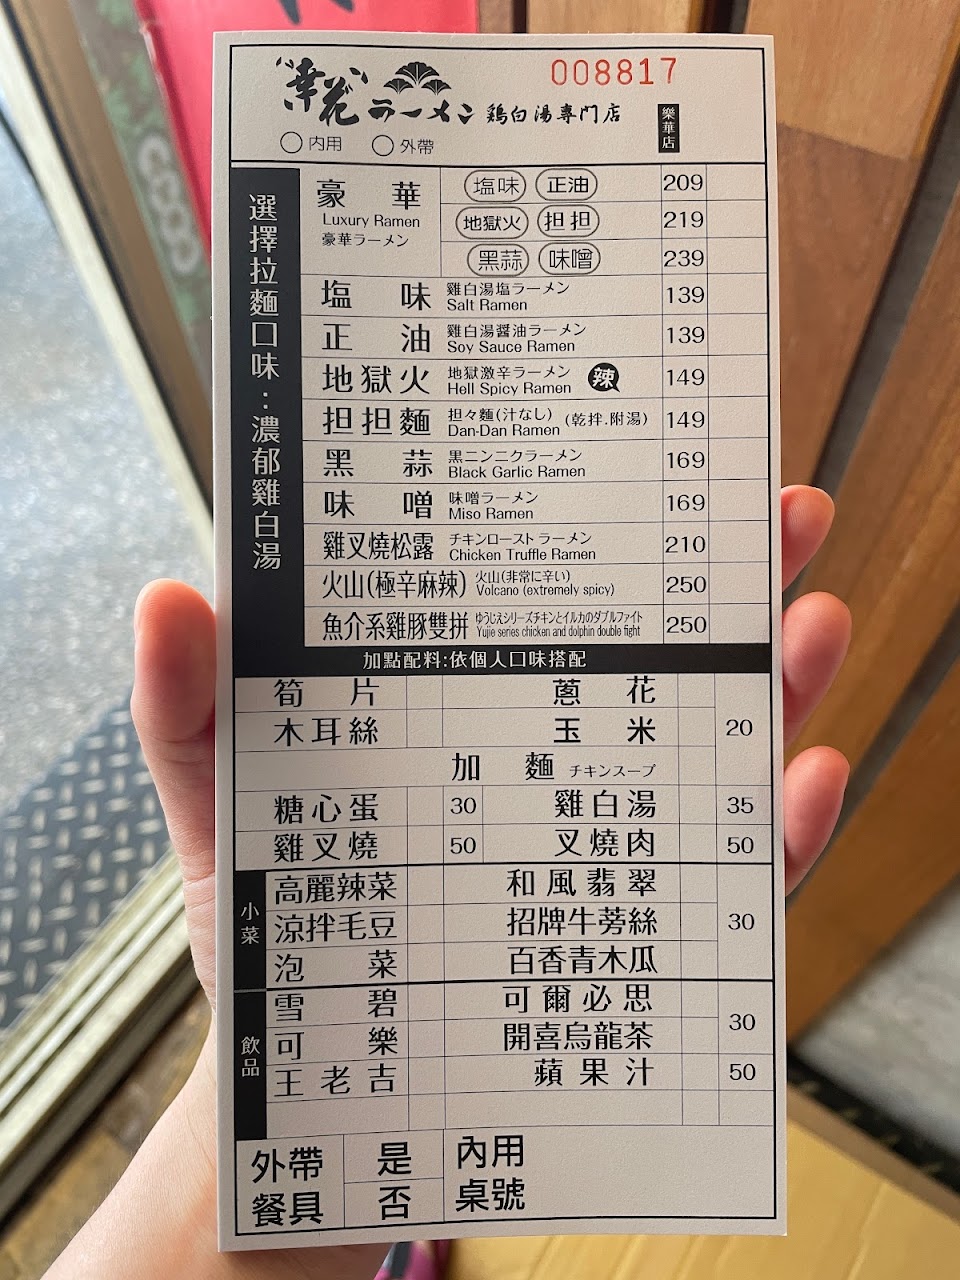 幸花ラーメン 鶏白湯専門店
008817
樂華店
内用 外帶
選擇拉麵口味：濃郁雞白湯
豪華 塩味 正油 209
Luxury Ramen
豪華ラーメン
地獄火 担担 219
黑蒜 味噌 239
塩味 雞白湯塩ラーメン 139
Salt Ramen
正油 雞白湯醬油ラーメン 139
Soy Sauce Ramen
地獄火 地獄激辛ラーメン 辣 149
Hell Spicy Ramen
担担麵 担々麵(汁なし) (乾拌.附湯) 149
Dan-Dan Ramen
黑蒜 黒ニンニクラーメン 169
Black Garlic Ramen
味噌 味噌ラーメン 169
Miso Ramen
雞叉燒松露 チキンローストラーメン 210
Chicken Truffle Ramen
火山(極辛麻辣) 火山(非常に辛い) 250
Volcano (extremely spicy)
魚介系雞豚雙拼 ゆうじえシリーズチキンとイルカのダブルファイト 250
Yujie series chicken and dolphin double fight
加點配料:依個人口味搭配
筍片 蔥花
木耳絲 玉米 20
加麵 チキンスープ
糖心蛋 30 雞白湯 35
雞叉燒 50 叉燒肉 50
小菜
高麗辣菜 和風翡翠
涼拌毛豆 招牌牛蒡絲 30
泡菜 百香青木瓜
飲品
雪碧 可爾必思
可樂 開喜烏龍茶 30
王老吉 蘋果汁 50
外帶餐具 是 否
內用桌號